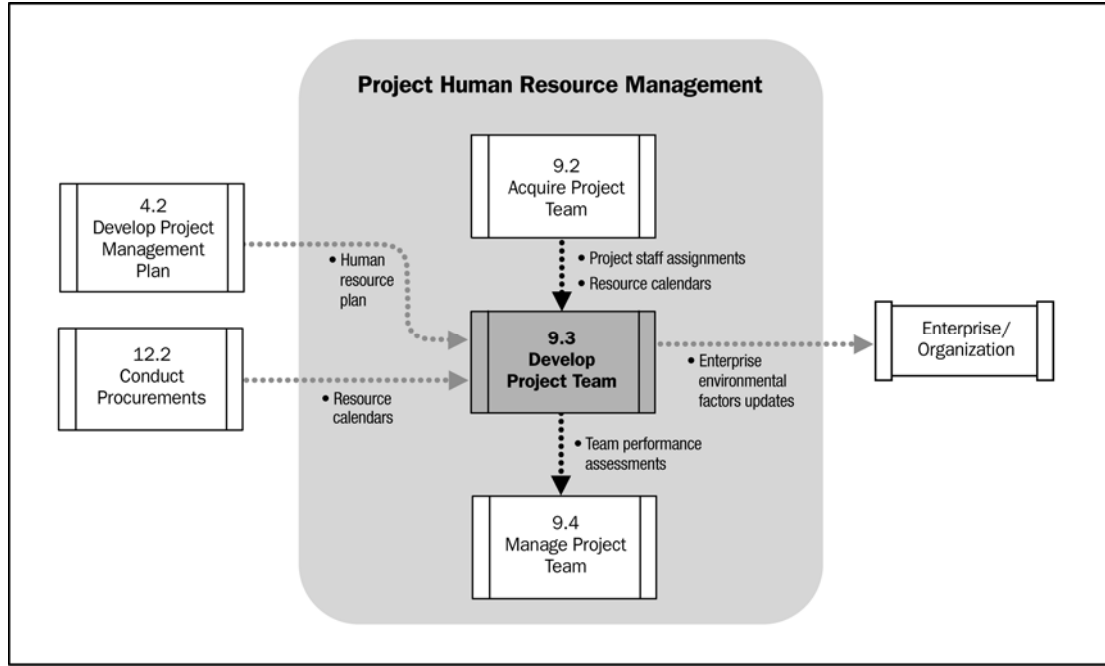 Project Human Resource Management
9.2
Acquire Project
Team
4.2
Develop Project
Management
Plan
• Human
resource
plan
• Project staff assignments
• Resource calendars
12.2
Conduct
Procurements
• Resource
calendars
9.3
Develop
Project Team
• Enterprise
environmental
factors updates
Enterprise/
Organization
• Team performance
assessments
9.4
Manage Project
Team